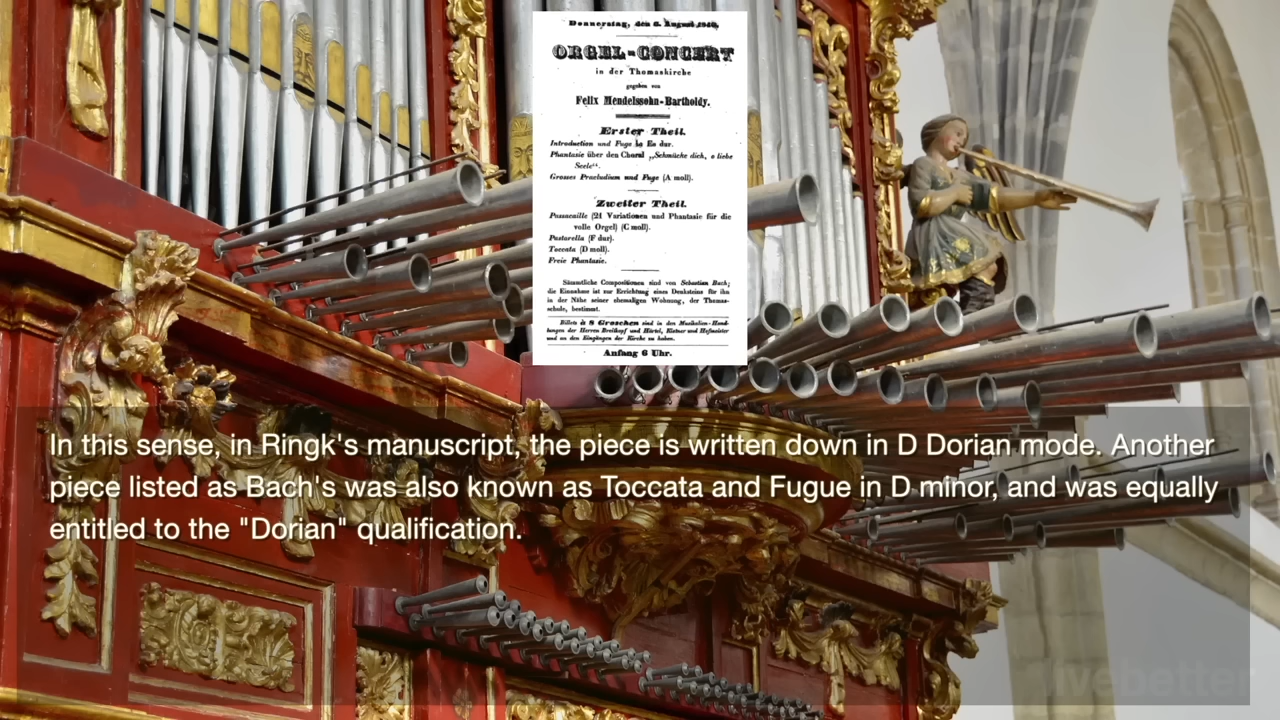 Donnerstag, den 6. August 1840,
ORGEL-CONCERT
in der Thomaskirche
gegeben von
Felix Mendelssohn-Bartholdy.
Erster Theil.
Introduction und Fuge in Es dur.
Phantasie über den Choral „Schmücke dich, o liebe
Seele“.
Grosses Praeludium und Fuge (A moll).
Zweiter Theil.
Passacaille (21 Variationen und Phantasie für die
volle Orgel) (C moll).
Pastorella (F dur).
Toccata (D moll).
Freie Phantasie.
Sämmtliche Compositionen sind von Sebastian Bach;
die Einnahme ist zur Errichtung eines Denksteins für ihn
in der Nähe seiner ehemaligen Wohnung, der Thomas-
schule, bestimmt.
Billets à 8 Groschen sind in den Musikalien-Hand-
lungen der Herren Breitkopf und Härtel, Kistner und Hofmeister
und an den Eingängen der Kirche zu haben.
Anfang 6 Uhr.
In this sense, in Ringk's manuscript, the piece is written down in D Dorian mode. Another
piece listed as Bach's was also known as Toccata and Fugue in D minor, and was equally
entitled to the "Dorian" qualification.
livebetter